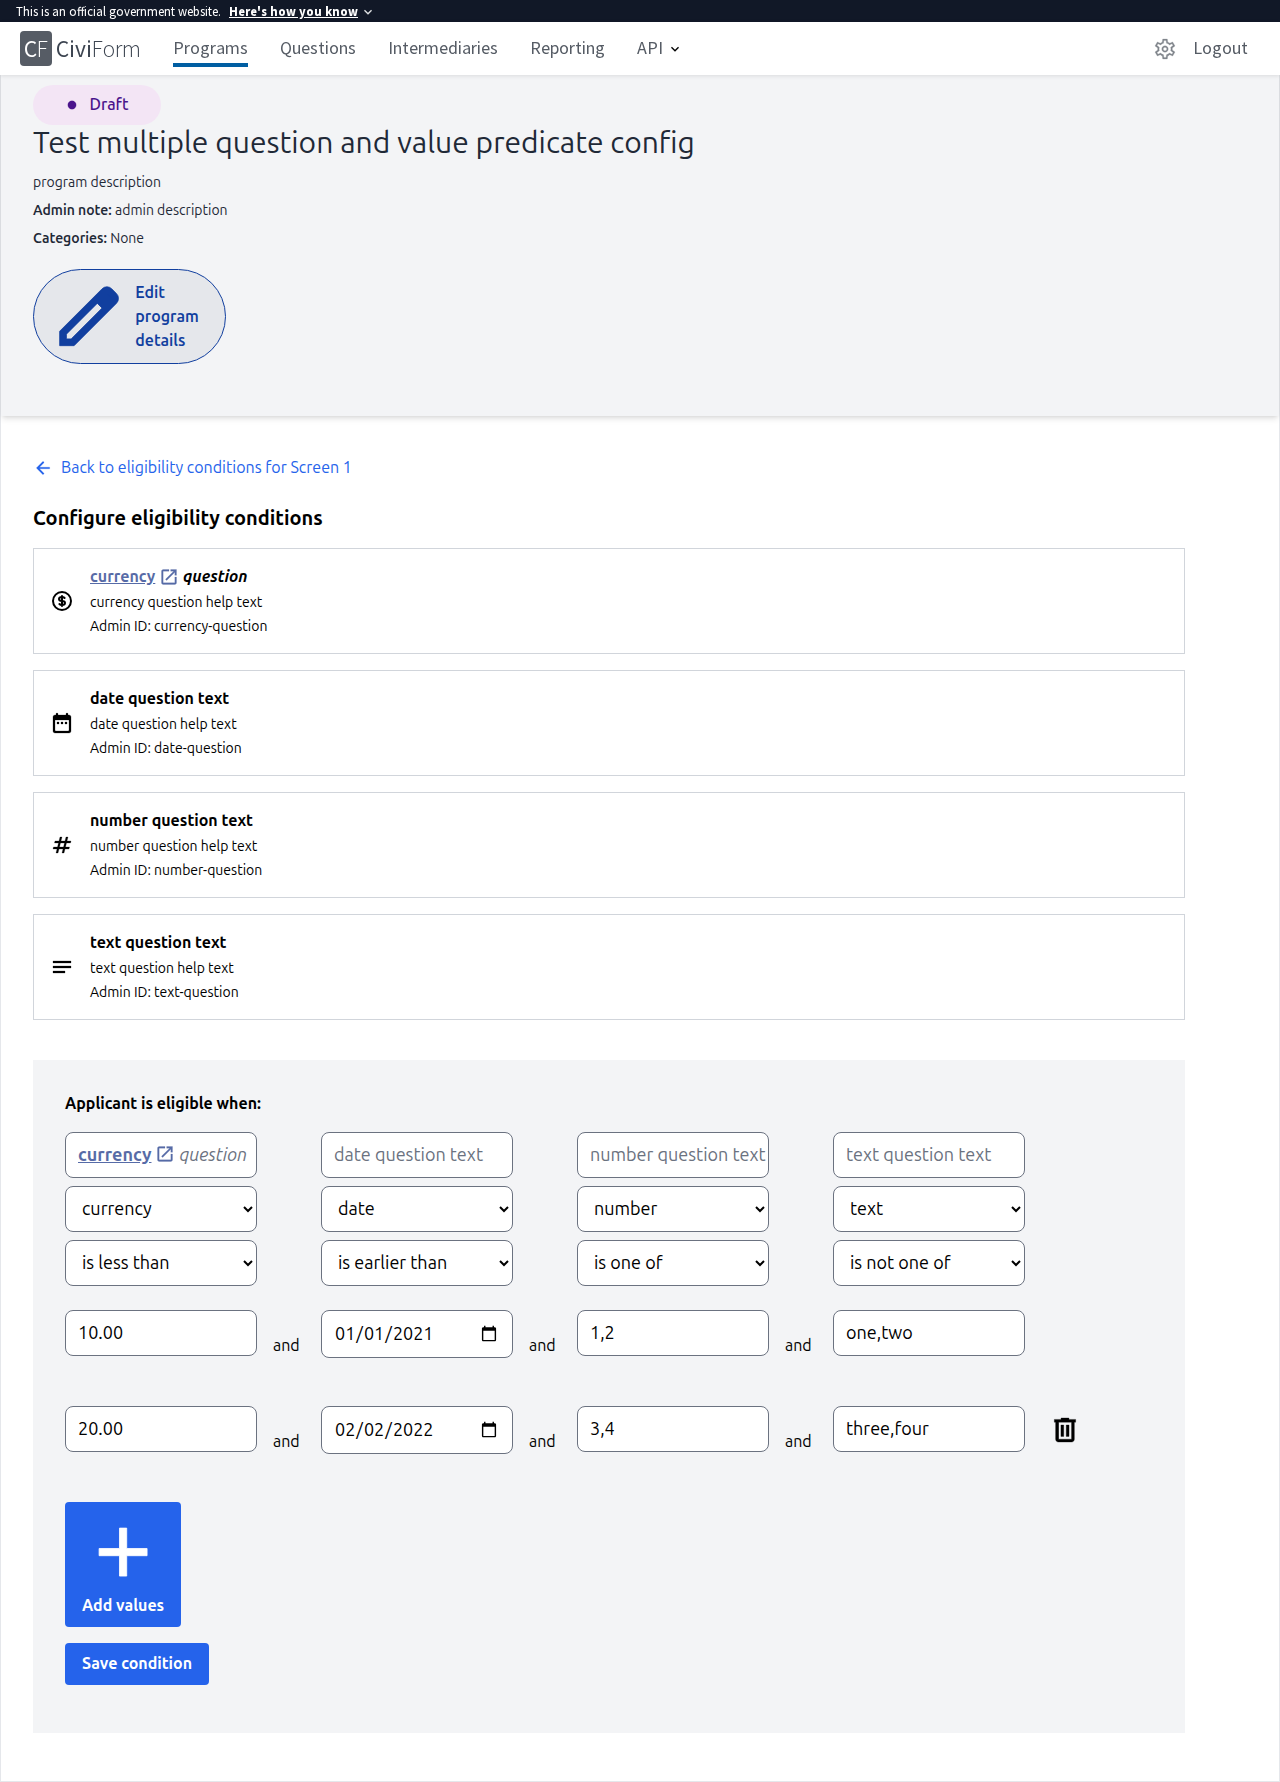 This is an official government website. Here's how you know
CF CiviForm Programs Questions Intermediaries Reporting API Logout
Draft
Test multiple question and value predicate config
program description
Admin note: admin description
Categories: None
Edit
program
details
Back to eligibility conditions for Screen 1
Configure eligibility conditions
currency question
currency question help text
Admin ID: currency-question
date question text
date question help text
Admin ID: date-question
number question text
number question help text
Admin ID: number-question
text question text
text question help text
Admin ID: text-question
Applicant is eligible when:
currency question date question text number question text text question text
currency date number text
is less than is earlier than is one of is not one of
10.00 and 01/01/2021 and 1,2 and one,two
20.00 and 02/02/2022 and 3,4 and three,four
Add values
Save condition